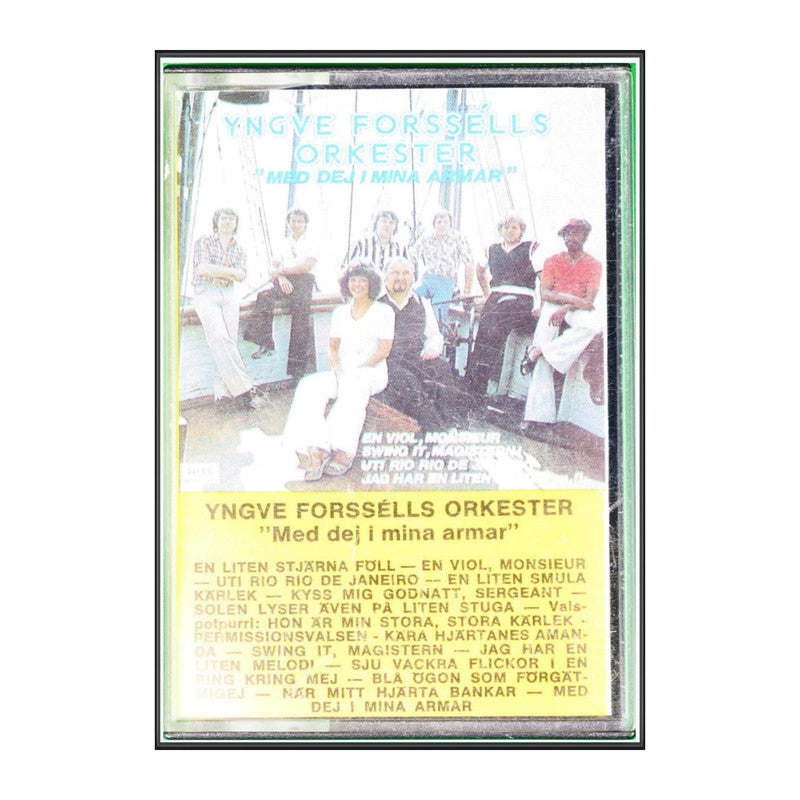 YNGVE FORSSÉLLS
ORKESTER
"MED DEJ I MINA ARMAR"
EN VIOL, MONSIEUR
SWING IT, MAGISTERN!
UTI RIO RIO DE
JAG HAR EN LITEN
YNGVE FORSSÉLLS ORKESTER
"Med dej i mina armar"
EN LITEN STJÄRNA FÖLL — EN VIOL, MONSIEUR
— UTI RIO RIO DE JANEIRO — EN LITEN SMULA
KÄRLEK — KYSS MIG GODNATT, SERGEANT —
SOLEN LYSER ÄVEN PÅ LITEN STUGA — Vals-
potpurri: HON ÄR MIN STORA, STORA KÄRLEK -
PERMISSIONSVALSEN - KÄRA HJÄRTANES AMAN-
DA — SWING IT, MAGISTERN — JAG HAR EN
LITEN MELODI — SJU VACKRA FLICKOR I EN
RING KRING MEJ — BLÅ ÖGON SOM FÖRGÄT-
MIGEJ — NÄR MITT HJÄRTA BANKAR — MED
DEJ I MINA ARMAR